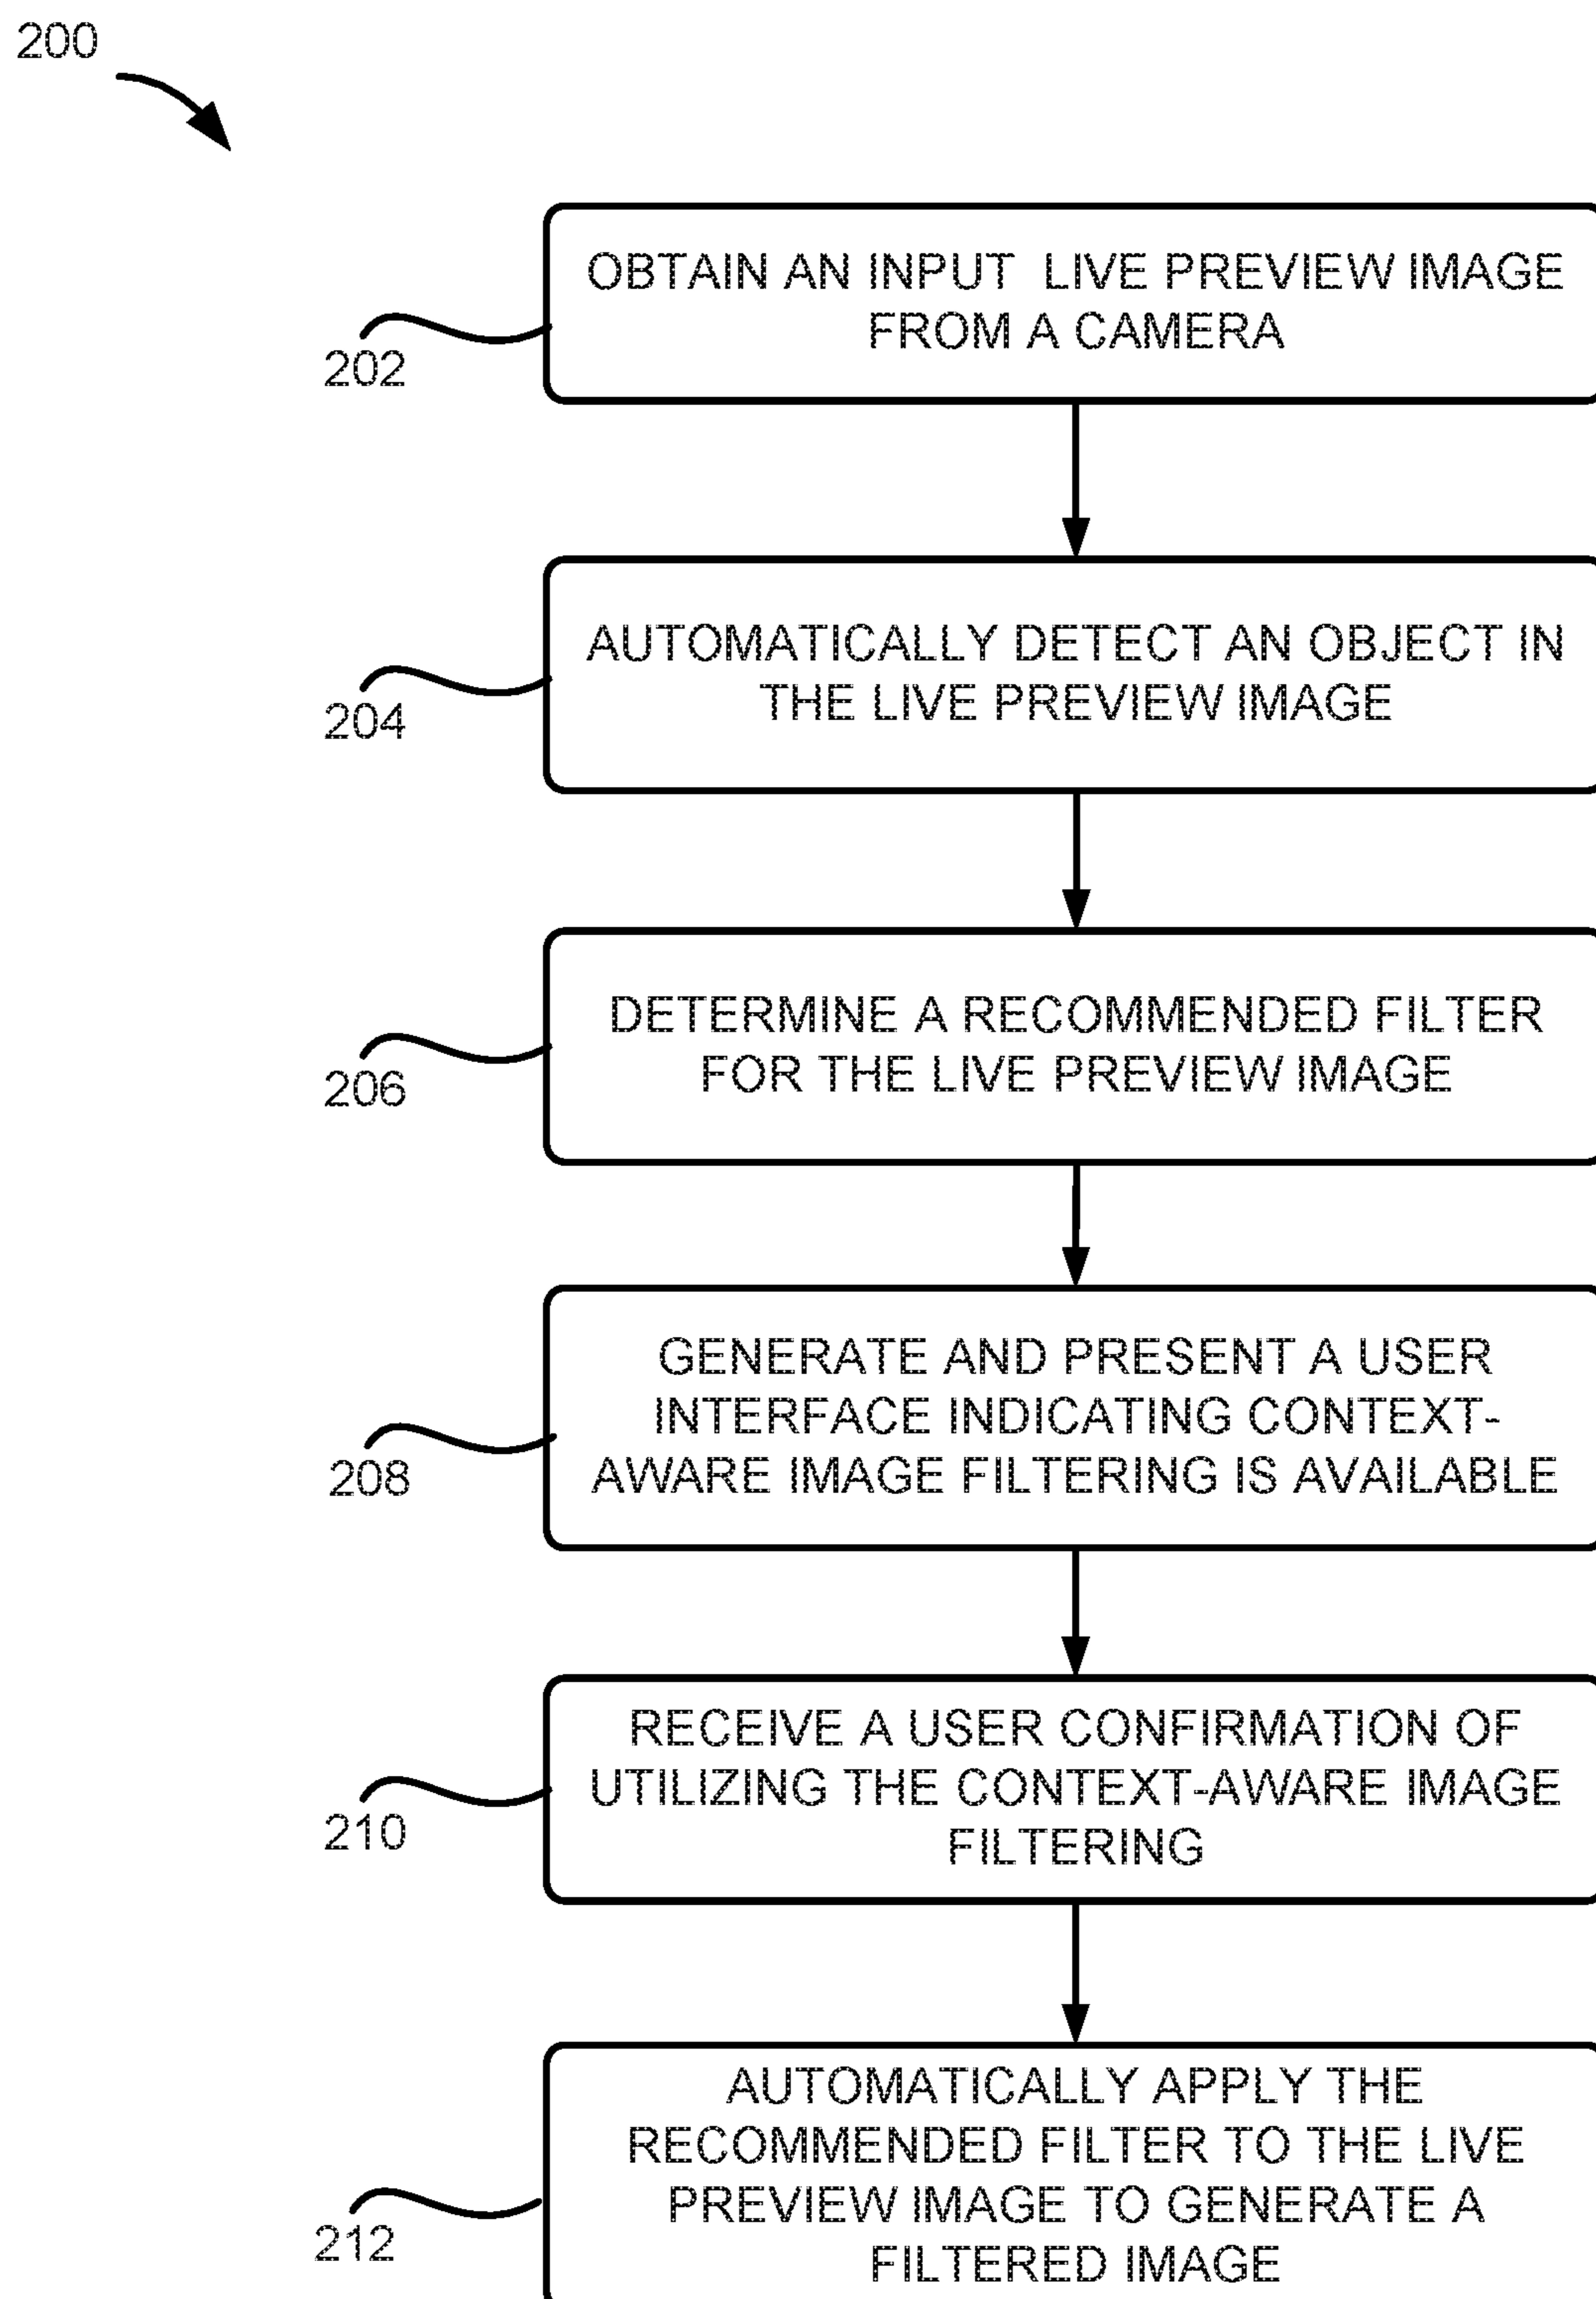 200
OBTAIN AN INPUT LIVE PREVIEW IMAGE
FROM A CAMERA
202
AUTOMATICALLY DETECT AN OBJECT IN
THE LIVE PREVIEW IMAGE
204
DETERMINE A RECOMMENDED FILTER
FOR THE LIVE PREVIEW IMAGE
206
GENERATE AND PRESENT A USER
INTERFACE INDICATING CONTEXT-
AWARE IMAGE FILTERING IS AVAILABLE
208
RECEIVE A USER CONFIRMATION OF
UTILIZING THE CONTEXT-AWARE IMAGE
FILTERING
210
AUTOMATICALLY APPLY THE
RECOMMENDED FILTER TO THE LIVE
PREVIEW IMAGE TO GENERATE A
FILTERED IMAGE
212